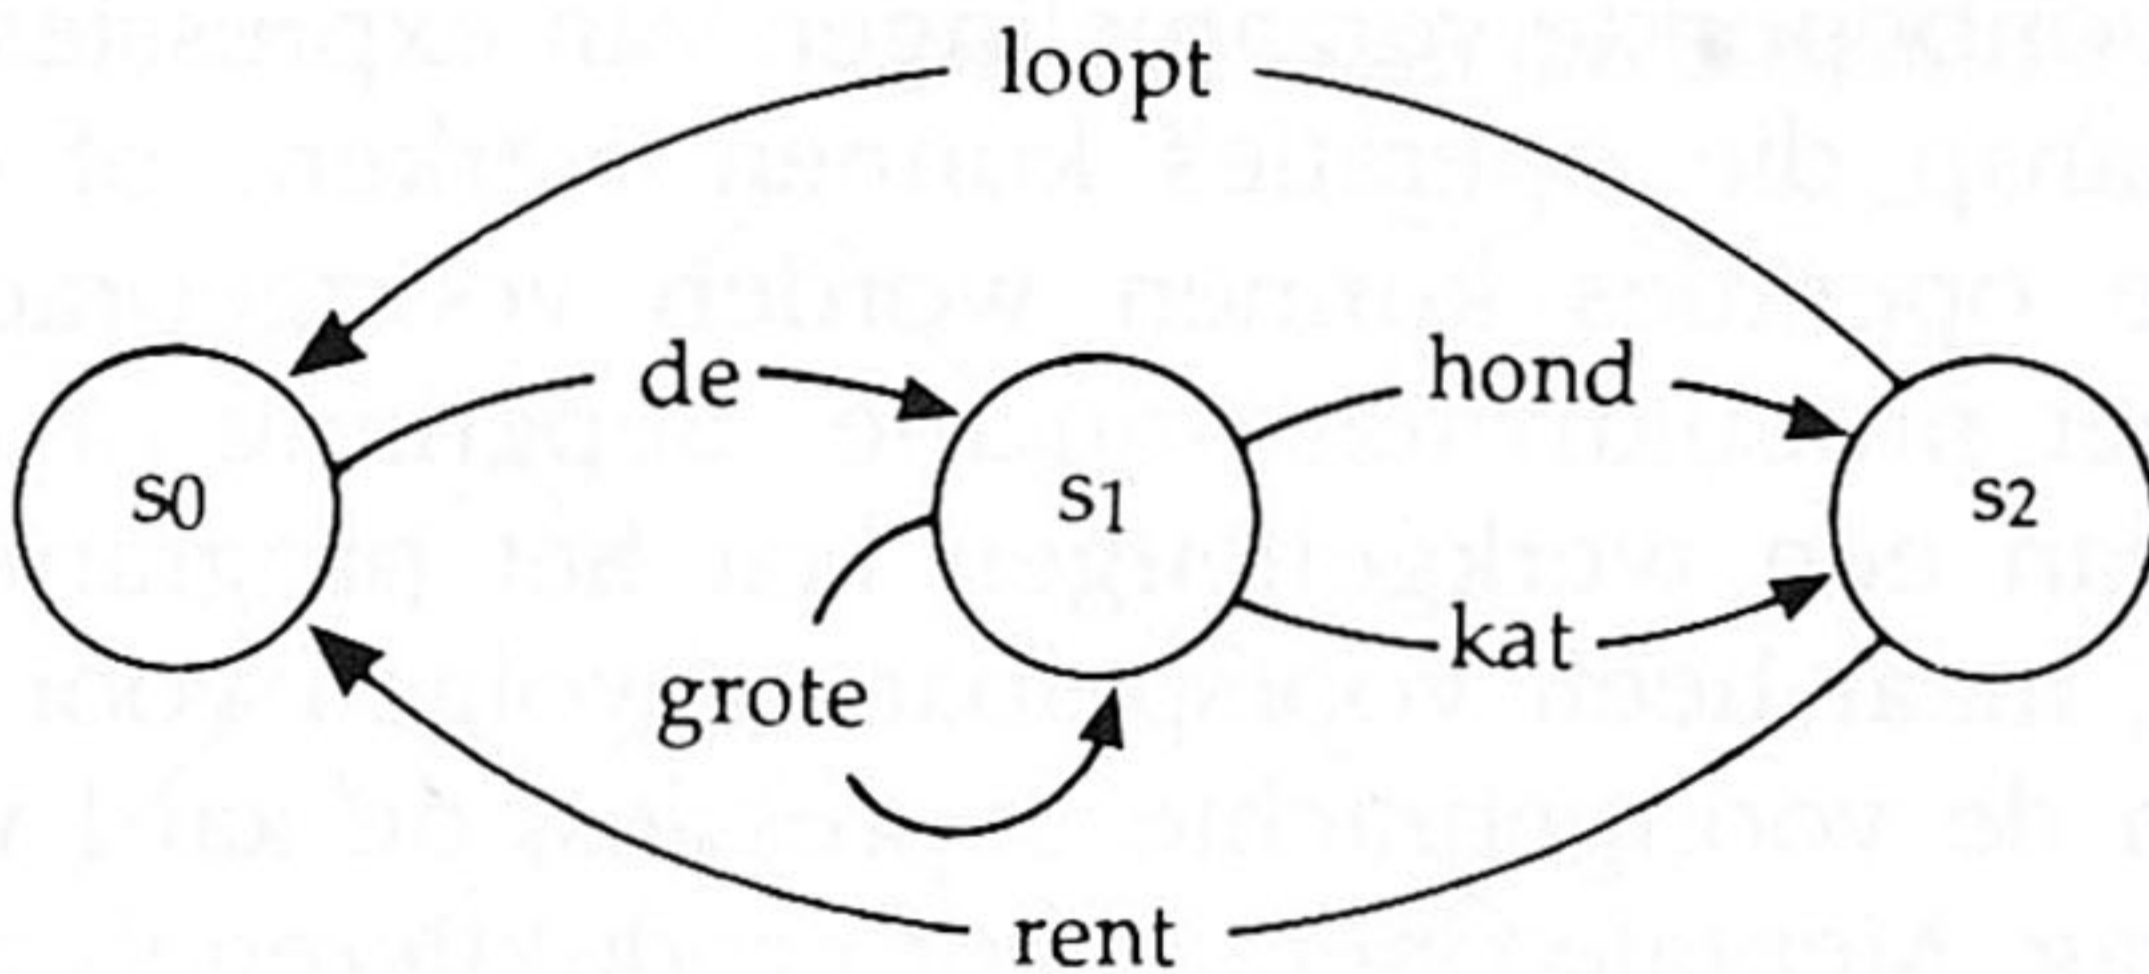 loopt
de
hond
s0
s1
s2
grote
kat
rent